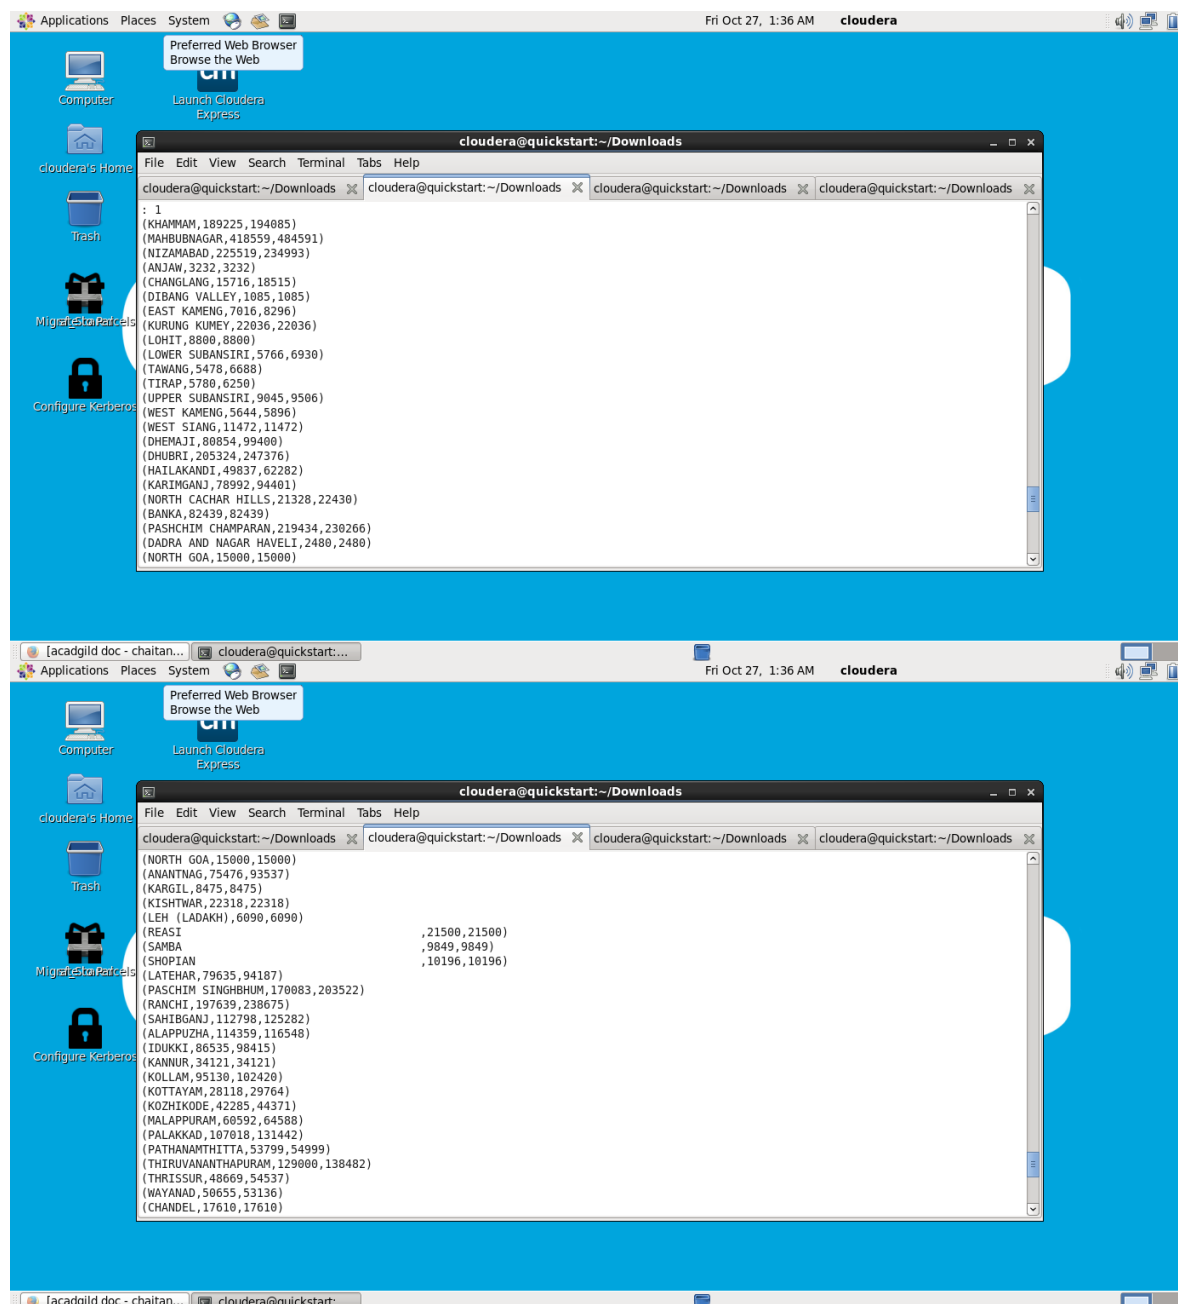 Applications Places System Fri Oct 27, 1:36 AM cloudera
Preferred Web Browser
Browse the Web
Computer
Launch Cloudera
Express
cloudera's Home
Trash
Configure Kerberos
cloudera@quickstart:~/Downloads
File Edit View Search Terminal Tabs Help
cloudera@quickstart:~/Downloads cloudera@quickstart:~/Downloads cloudera@quickstart:~/Downloads cloudera@quickstart:~/Downloads
: 1
(KHAMMAM,189225,194085)
(MAHBUBNAGAR,418559,484591)
(NIZAMABAD,225519,234993)
(ANJAW,3232,3232)
(CHANGLANG,15716,18515)
(DIBANG VALLEY,1085,1085)
(EAST KAMENG,7016,8296)
(KURUNG KUMEY,22036,22036)
(LOHIT,8800,8800)
(LOWER SUBANSIRI,5766,6930)
(TAWANG,5478,6688)
(TIRAP,5780,6250)
(UPPER SUBANSIRI,9045,9506)
(WEST KAMENG,5644,5896)
(WEST SIANG,11472,11472)
(DHEMAJI,80854,99400)
(DHUBRI,205324,247376)
(HAILAKANDI,49837,62282)
(KARIMGANJ,78992,94401)
(NORTH CACHAR HILLS,21328,22430)
(BANKA,82439,82439)
(PASHCHIM CHAMPARAN,219434,230266)
(DADRA AND NAGAR HAVELI,2480,2480)
(NORTH GOA,15000,15000)
[acadgild doc - chaitan... cloudera@quickstart:...
Applications Places System Fri Oct 27, 1:36 AM cloudera
Preferred Web Browser
Browse the Web
Computer
Launch Cloudera
Express
cloudera's Home
Trash
Configure Kerberos
cloudera@quickstart:~/Downloads
File Edit View Search Terminal Tabs Help
cloudera@quickstart:~/Downloads cloudera@quickstart:~/Downloads cloudera@quickstart:~/Downloads cloudera@quickstart:~/Downloads
(NORTH GOA,15000,15000)
(ANANTNAG,75476,93537)
(KARGIL,8475,8475)
(KISHTWAR,22318,22318)
(LEH (LADAKH),6090,6090)
(REASI ,21500,21500)
(SAMBA ,9849,9849)
(SHOPIAN ,10196,10196)
(LATEHAR,79635,94187)
(PASCHIM SINGHBHUM,170083,203522)
(RANCHI,197639,238675)
(SAHIBGANJ,112798,125282)
(ALAPPUZHA,114359,116548)
(IDUKKI,86535,98415)
(KANNUR,34121,34121)
(KOLLAM,95130,102420)
(KOTTAYAM,28118,29764)
(KOZHIKODE,42285,44371)
(MALAPPURAM,60592,64588)
(PALAKKAD,107018,131442)
(PATHANAMTHITTA,53799,54999)
(THIRUVANANTHAPURAM,129000,138482)
(THRISSUR,48669,54537)
(WAYANAD,50655,53136)
(CHANDEL,17610,17610)
[acadgild doc - chaitan... cloudera@quickstart:...